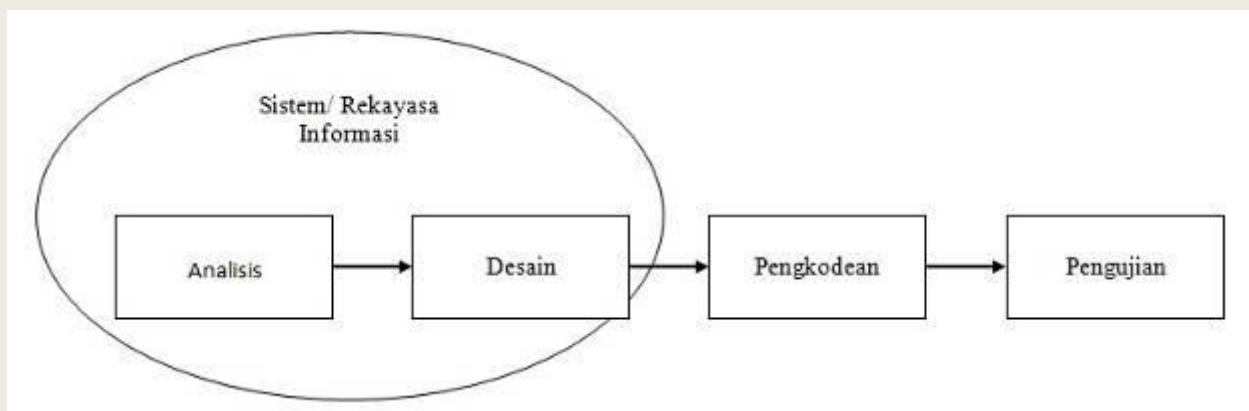 Sistem/ Rekayasa
Informasi
Analisis
Desain
Pengkodean
Pengujian